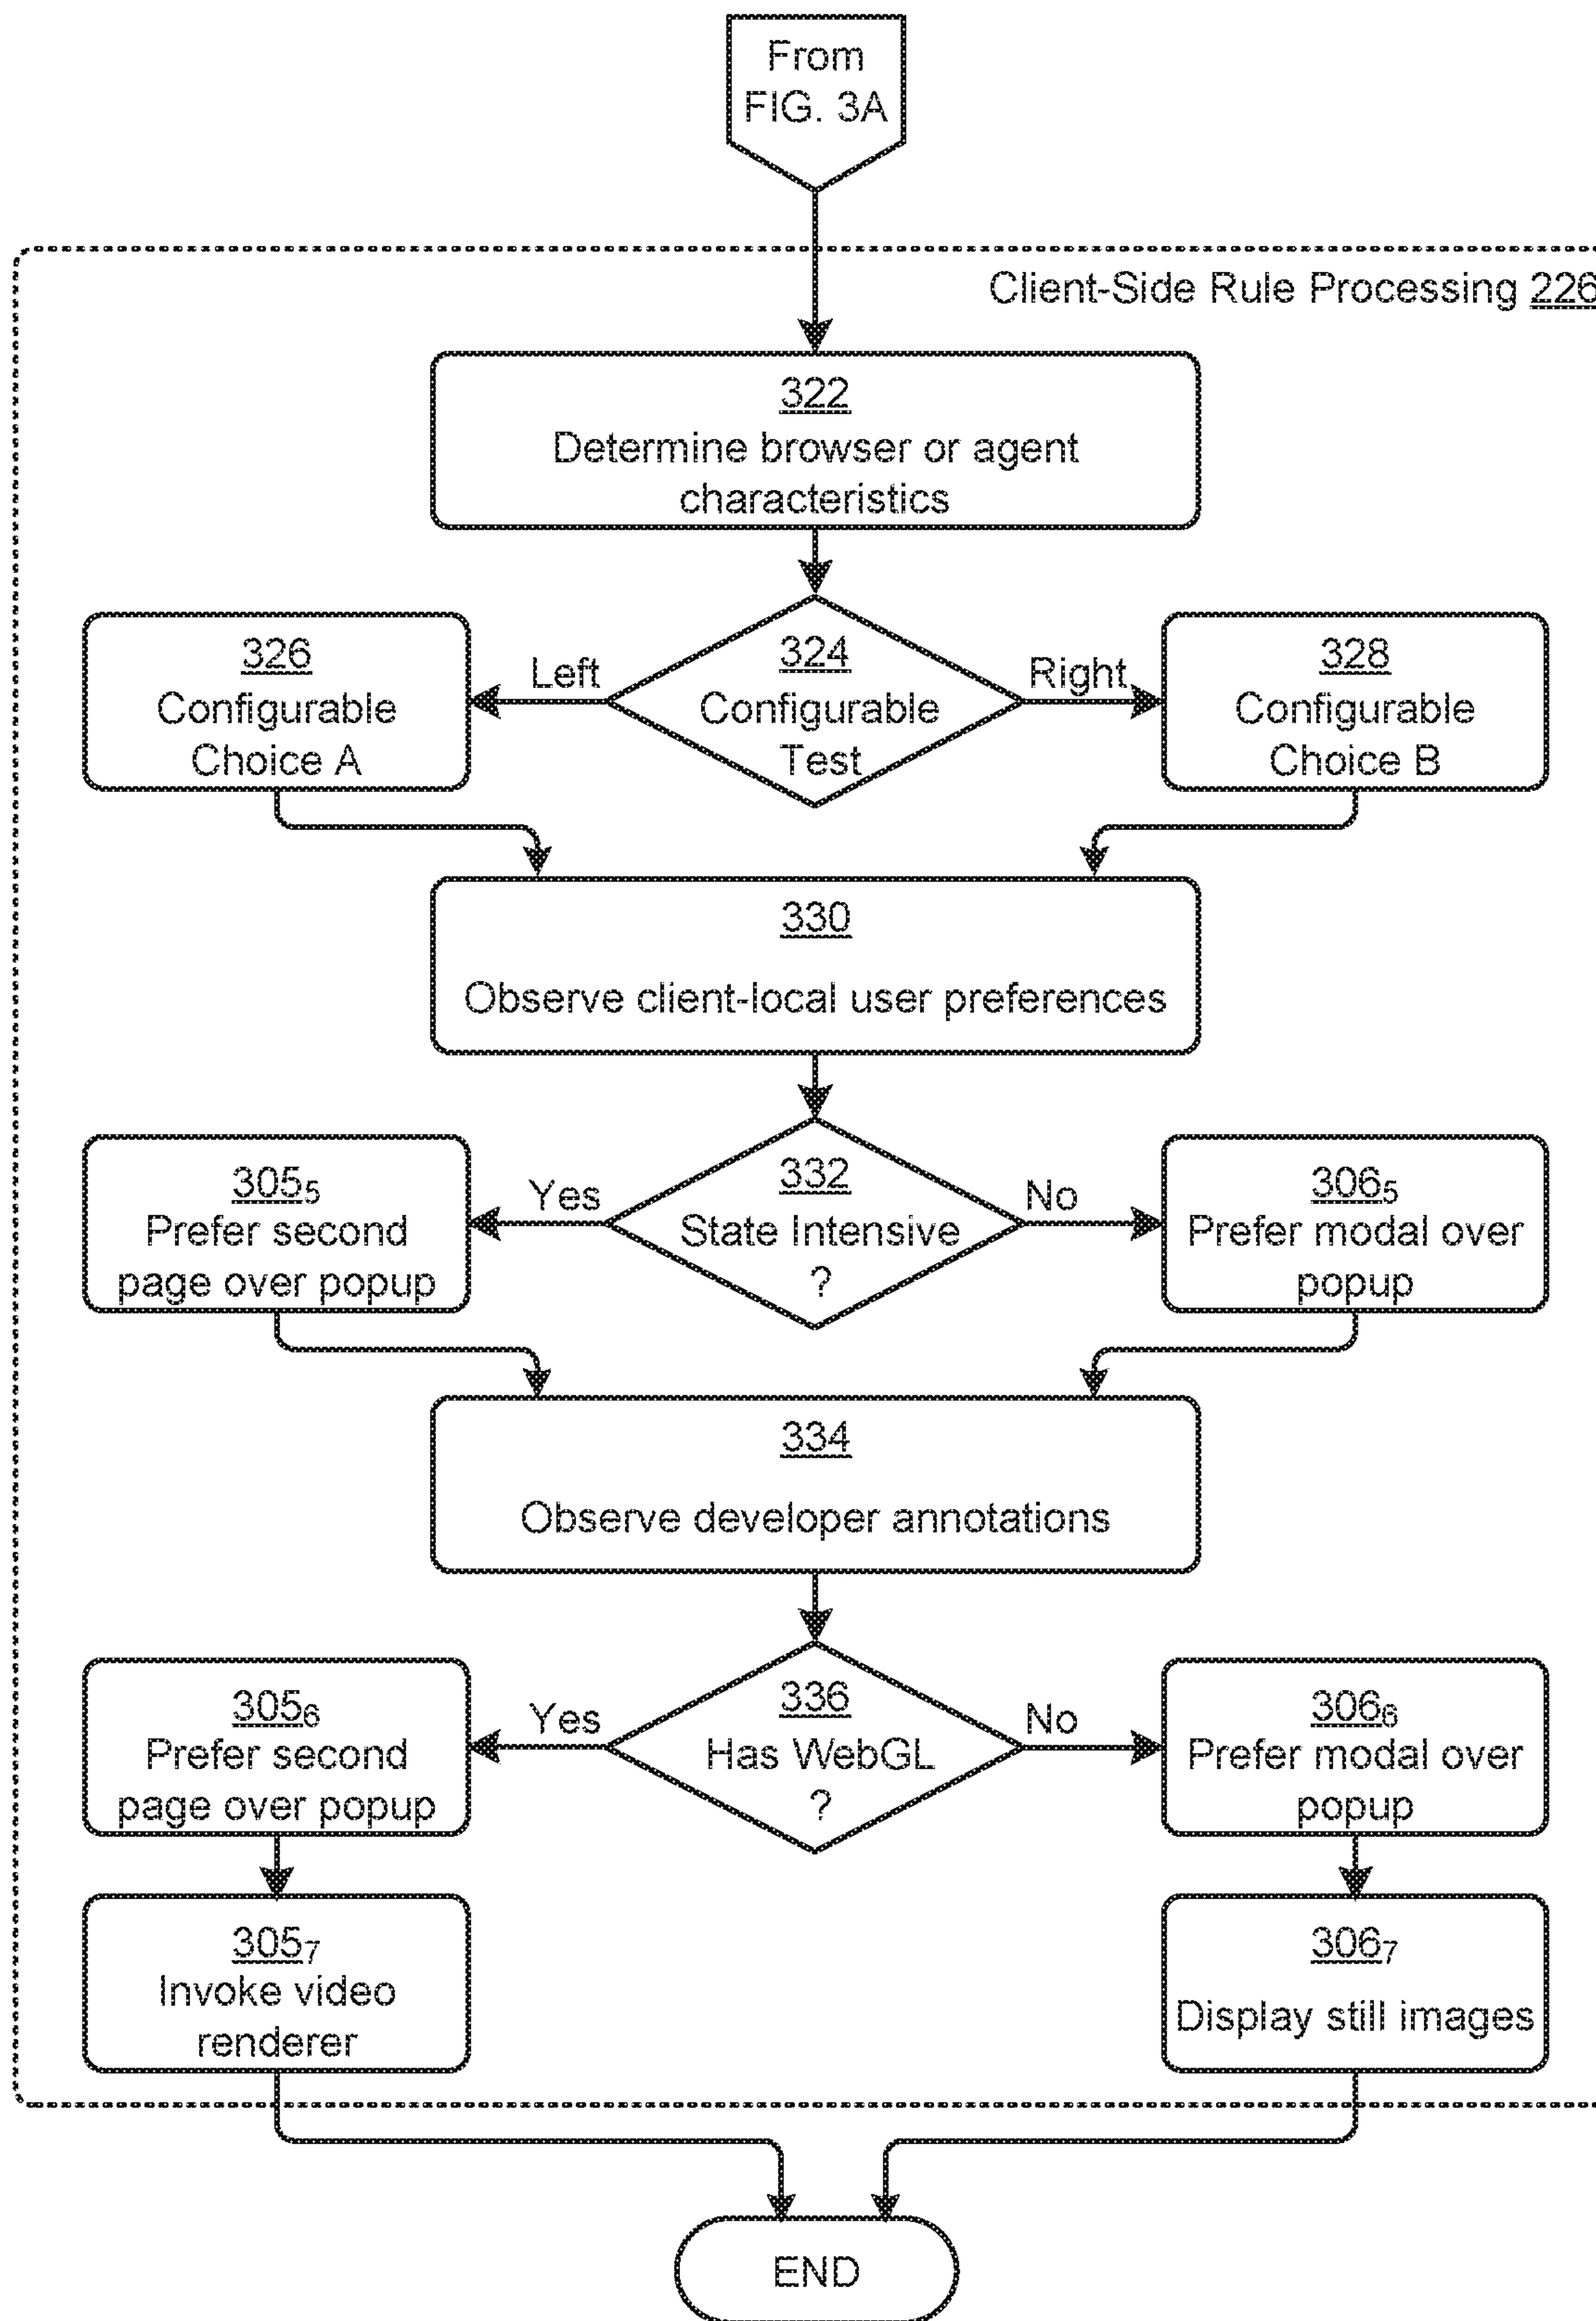 From
FIG. 3A
Client-Side Rule Processing 226
322
Determine browser or agent
characteristics
326
Configurable
Choice A
Left
324
Configurable
Test
Right
328
Configurable
Choice B
330
Observe client-local user preferences
305₅
Prefer second
page over popup
Yes
332
State Intensive
?
No
306₅
Prefer modal over
popup
334
Observe developer annotations
305₆
Prefer second
page over popup
Yes
336
Has WebGL
?
No
306₆
Prefer modal over
popup
305₇
Invoke video
renderer
306₇
Display still images
END